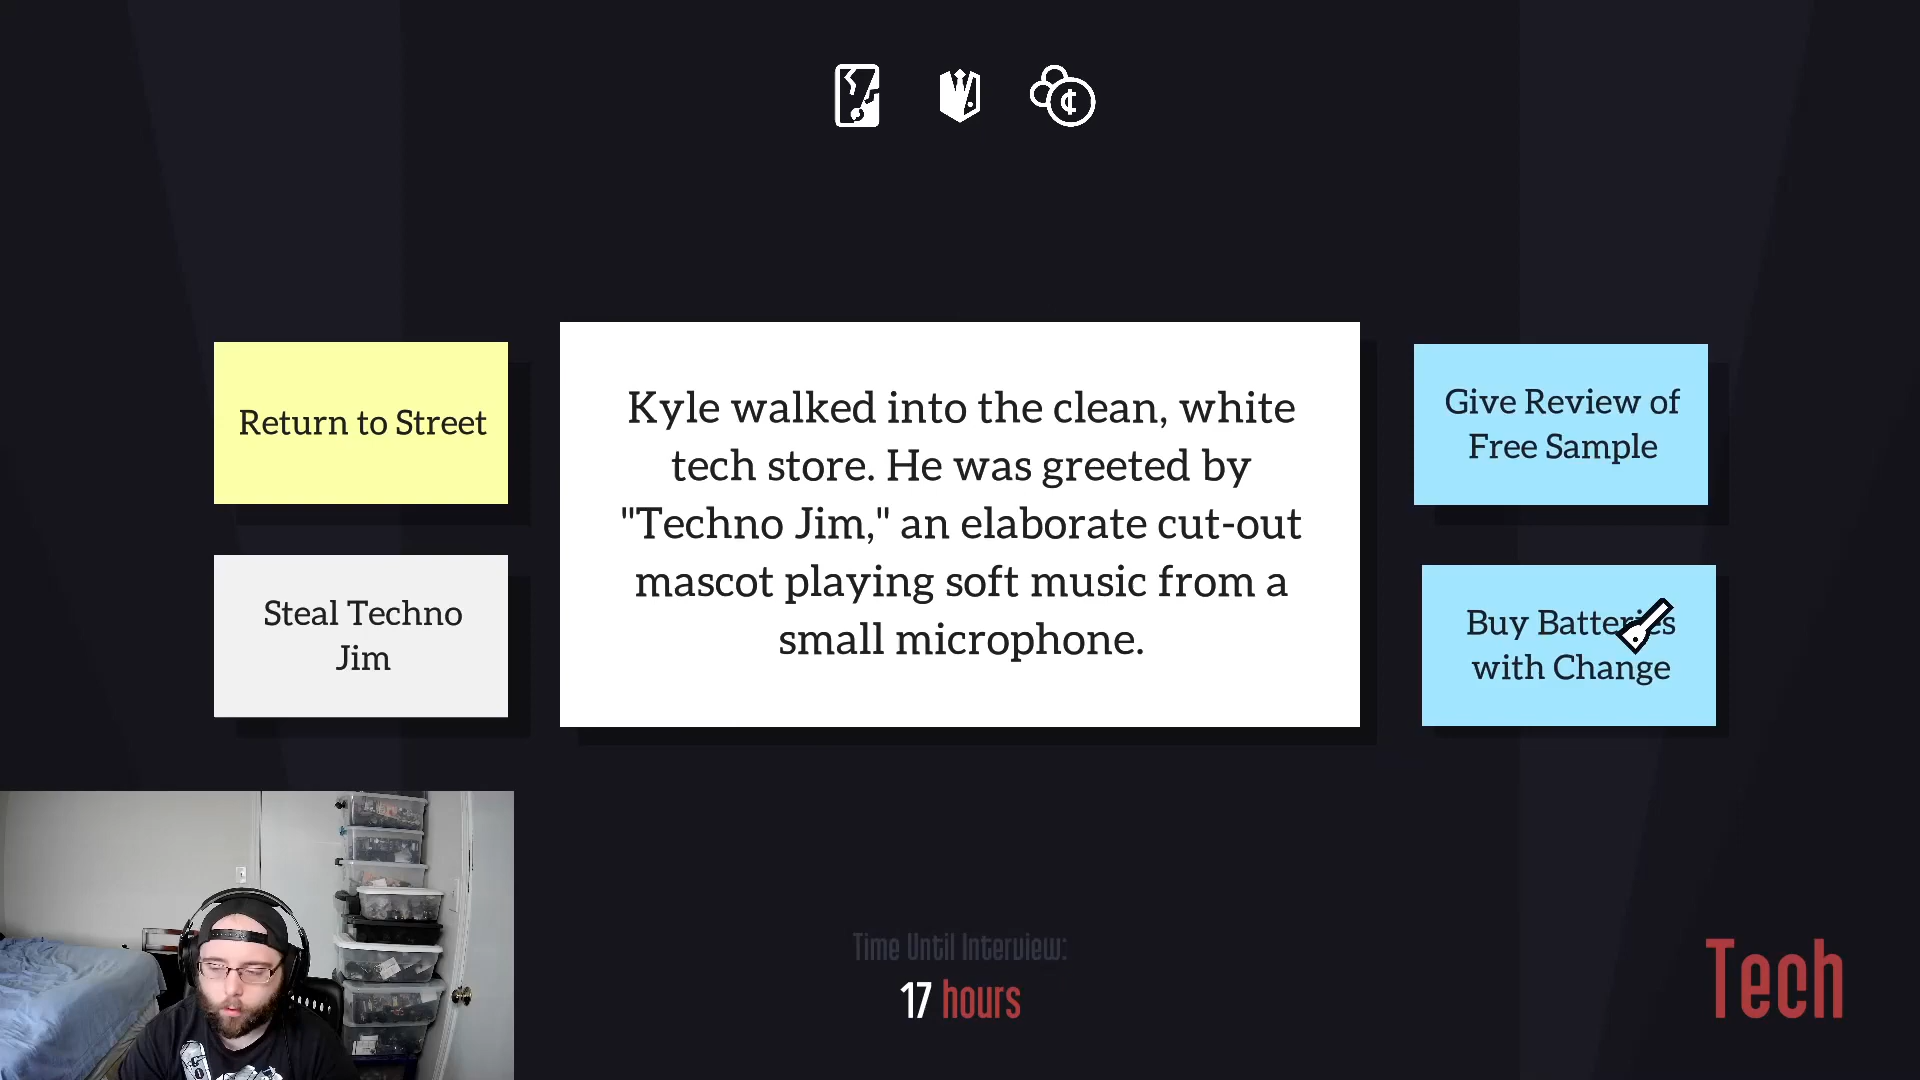 Return to Street
Steal Techno
Jim
Kyle walked into the clean, white
tech store. He was greeted by
"Techno Jim," an elaborate cut-out
mascot playing soft music from a
small microphone.
Give Review of
Free Sample
Buy Batteries
with Change
Time Until Interview:
17 hours
Tech